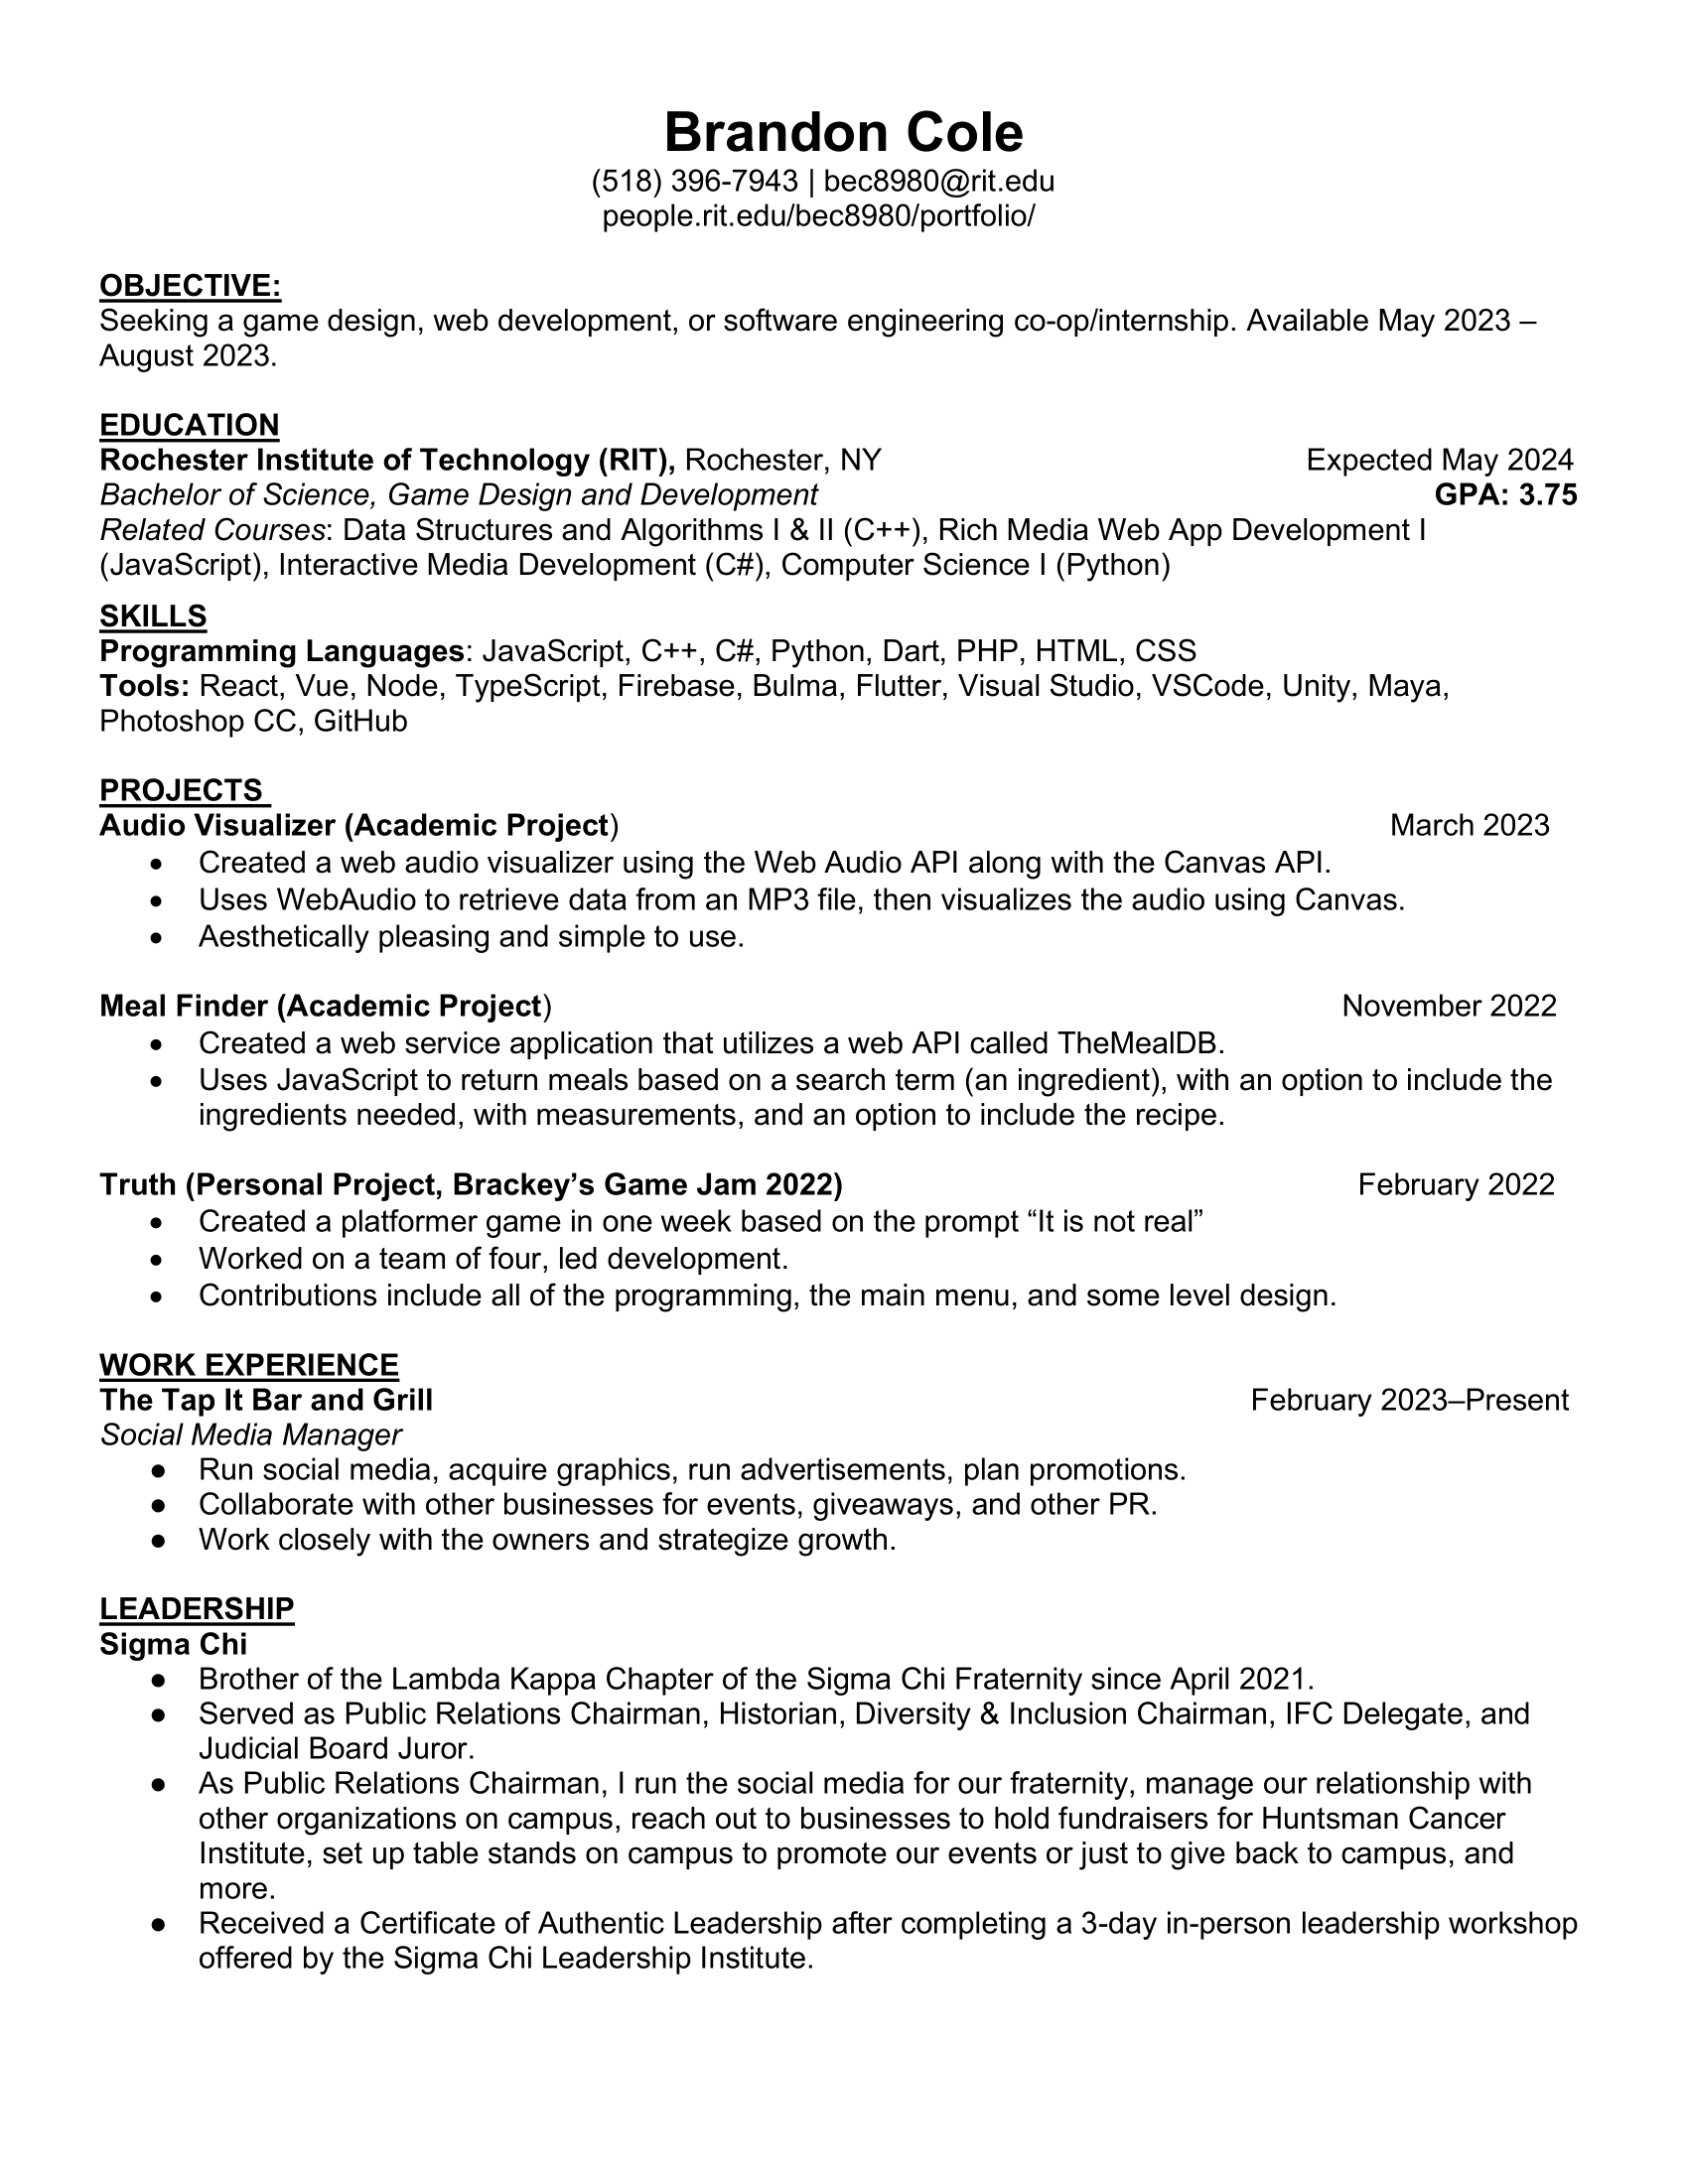 Brandon Cole
(518) 396-7943 | bec8980@rit.edu
people.rit.edu/bec8980/portfolio/
OBJECTIVE:
Seeking a game design, web development, or software engineering co-op/internship. Available May 2023 –
August 2023.
EDUCATION
Rochester Institute of Technology (RIT), Rochester, NY Expected May 2024
Bachelor of Science, Game Design and Development GPA: 3.75
Related Courses: Data Structures and Algorithms I & II (C++), Rich Media Web App Development I
(JavaScript), Interactive Media Development (C#), Computer Science I (Python)
SKILLS
Programming Languages: JavaScript, C++, C#, Python, Dart, PHP, HTML, CSS
Tools: React, Vue, Node, TypeScript, Firebase, Bulma, Flutter, Visual Studio, VSCode, Unity, Maya,
Photoshop CC, GitHub
PROJECTS
Audio Visualizer (Academic Project) March 2023
• Created a web audio visualizer using the Web Audio API along with the Canvas API.
• Uses WebAudio to retrieve data from an MP3 file, then visualizes the audio using Canvas.
• Aesthetically pleasing and simple to use.
Meal Finder (Academic Project) November 2022
• Created a web service application that utilizes a web API called TheMealDB.
• Uses JavaScript to return meals based on a search term (an ingredient), with an option to include the
ingredients needed, with measurements, and an option to include the recipe.
Truth (Personal Project, Brackey’s Game Jam 2022) February 2022
• Created a platformer game in one week based on the prompt “It is not real”
• Worked on a team of four, led development.
• Contributions include all of the programming, the main menu, and some level design.
WORK EXPERIENCE
The Tap It Bar and Grill February 2023–Present
Social Media Manager
● Run social media, acquire graphics, run advertisements, plan promotions.
● Collaborate with other businesses for events, giveaways, and other PR.
● Work closely with the owners and strategize growth.
LEADERSHIP
Sigma Chi
● Brother of the Lambda Kappa Chapter of the Sigma Chi Fraternity since April 2021.
● Served as Public Relations Chairman, Historian, Diversity & Inclusion Chairman, IFC Delegate, and
Judicial Board Juror.
● As Public Relations Chairman, I run the social media for our fraternity, manage our relationship with
other organizations on campus, reach out to businesses to hold fundraisers for Huntsman Cancer
Institute, set up table stands on campus to promote our events or just to give back to campus, and
more.
● Received a Certificate of Authentic Leadership after completing a 3-day in-person leadership workshop
offered by the Sigma Chi Leadership Institute.